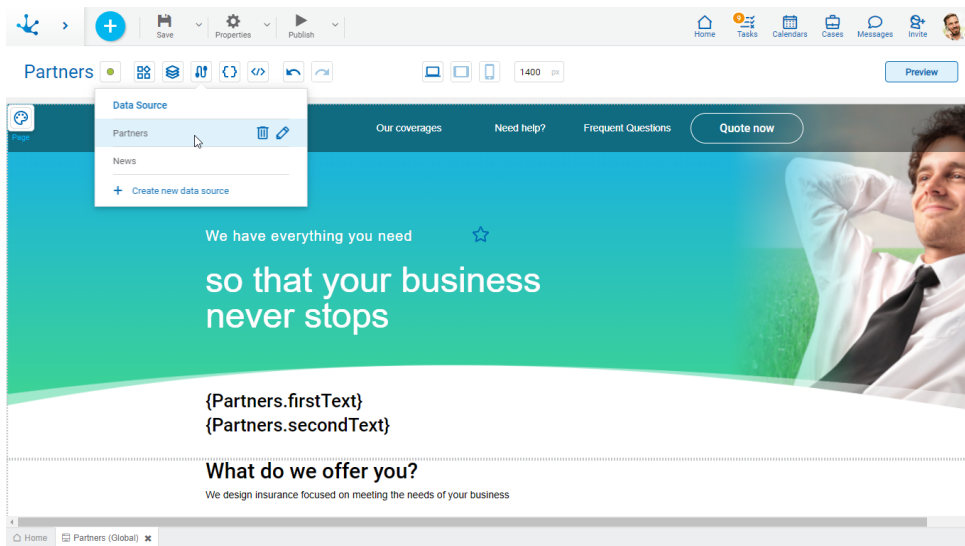 Save
Properties
Publish
Home
9
Tasks
Calendars
Cases
Messages
Invite
Partners
1400 px
Preview
Data Source
Partners
News
+ Create new data source
Page
Our coverages
Need help?
Frequent Questions
Quote now
We have everything you need
so that your business
never stops
{Partners.firstText}
{Partners.secondText}
What do we offer you?
We design insurance focused on meeting the needs of your business
Home
Partners (Global)